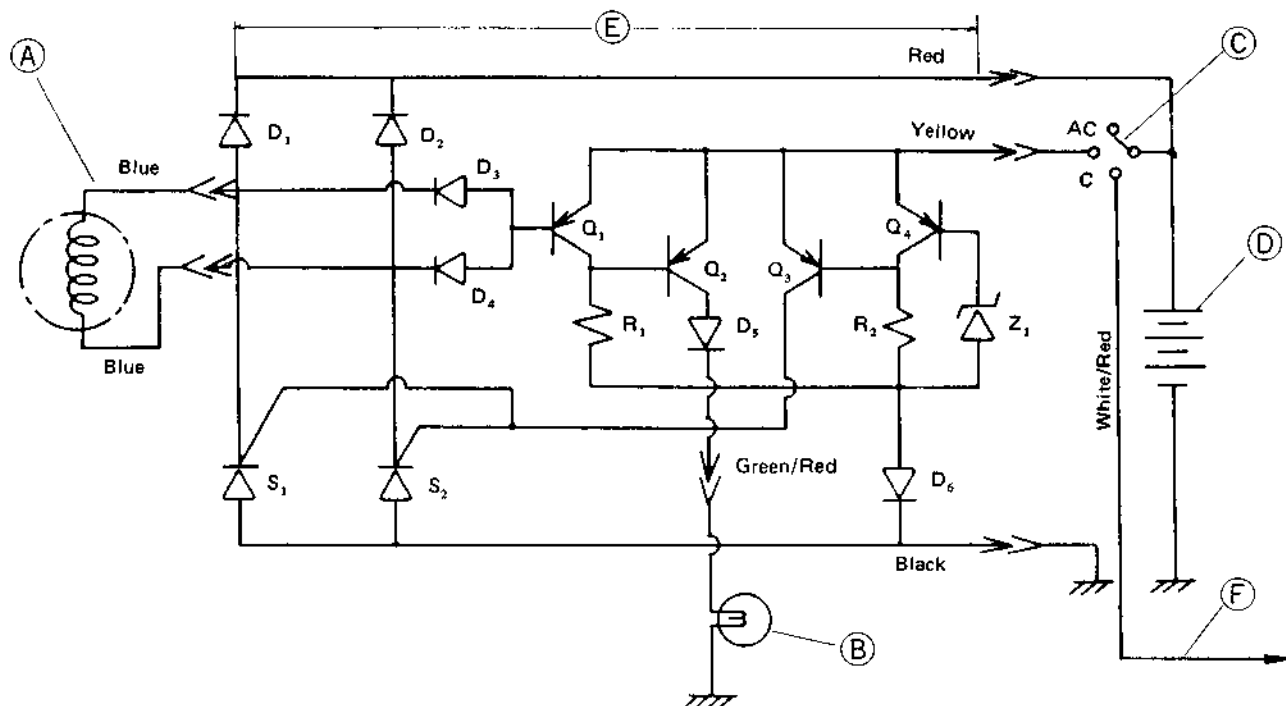 E
A
C
Red
D₁
D₂
AC
Yellow
Blue
D₃
C
Q₁
Q₄
D
D₄
Q₂
Q₃
R₁
D₅
R₂
Z₁
Blue
White/Red
Green/Red
S₁
S₂
D₆
Black
B
F